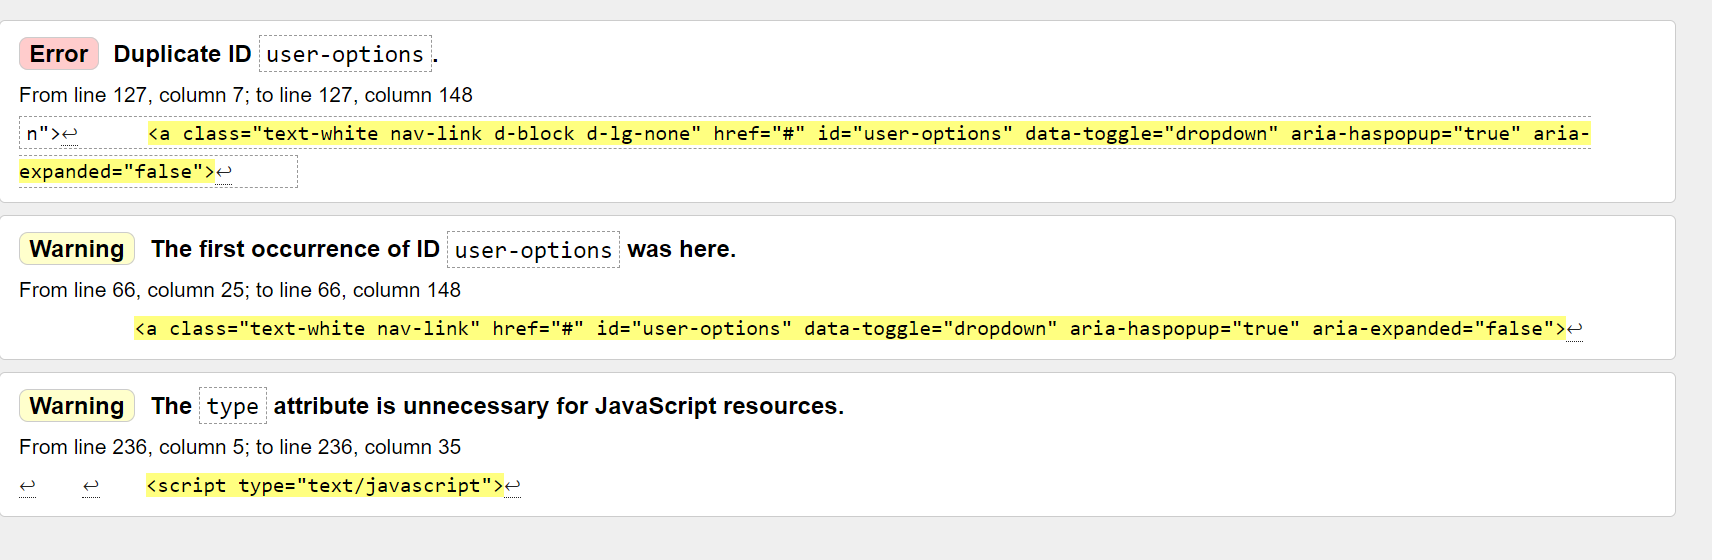 Error Duplicate ID user-options.
From line 127, column 7; to line 127, column 148
n">↩ <a class="text-white nav-link d-block d-lg-none" href="#" id="user-options" data-toggle="dropdown" aria-haspopup="true" aria-
expanded="false">↩
Warning The first occurrence of ID user-options was here.
From line 66, column 25; to line 66, column 148
<a class="text-white nav-link" href="#" id="user-options" data-toggle="dropdown" aria-haspopup="true" aria-expanded="false">↩
Warning The type attribute is unnecessary for JavaScript resources.
From line 236, column 5; to line 236, column 35
↩ ↩ <script type="text/javascript">↩